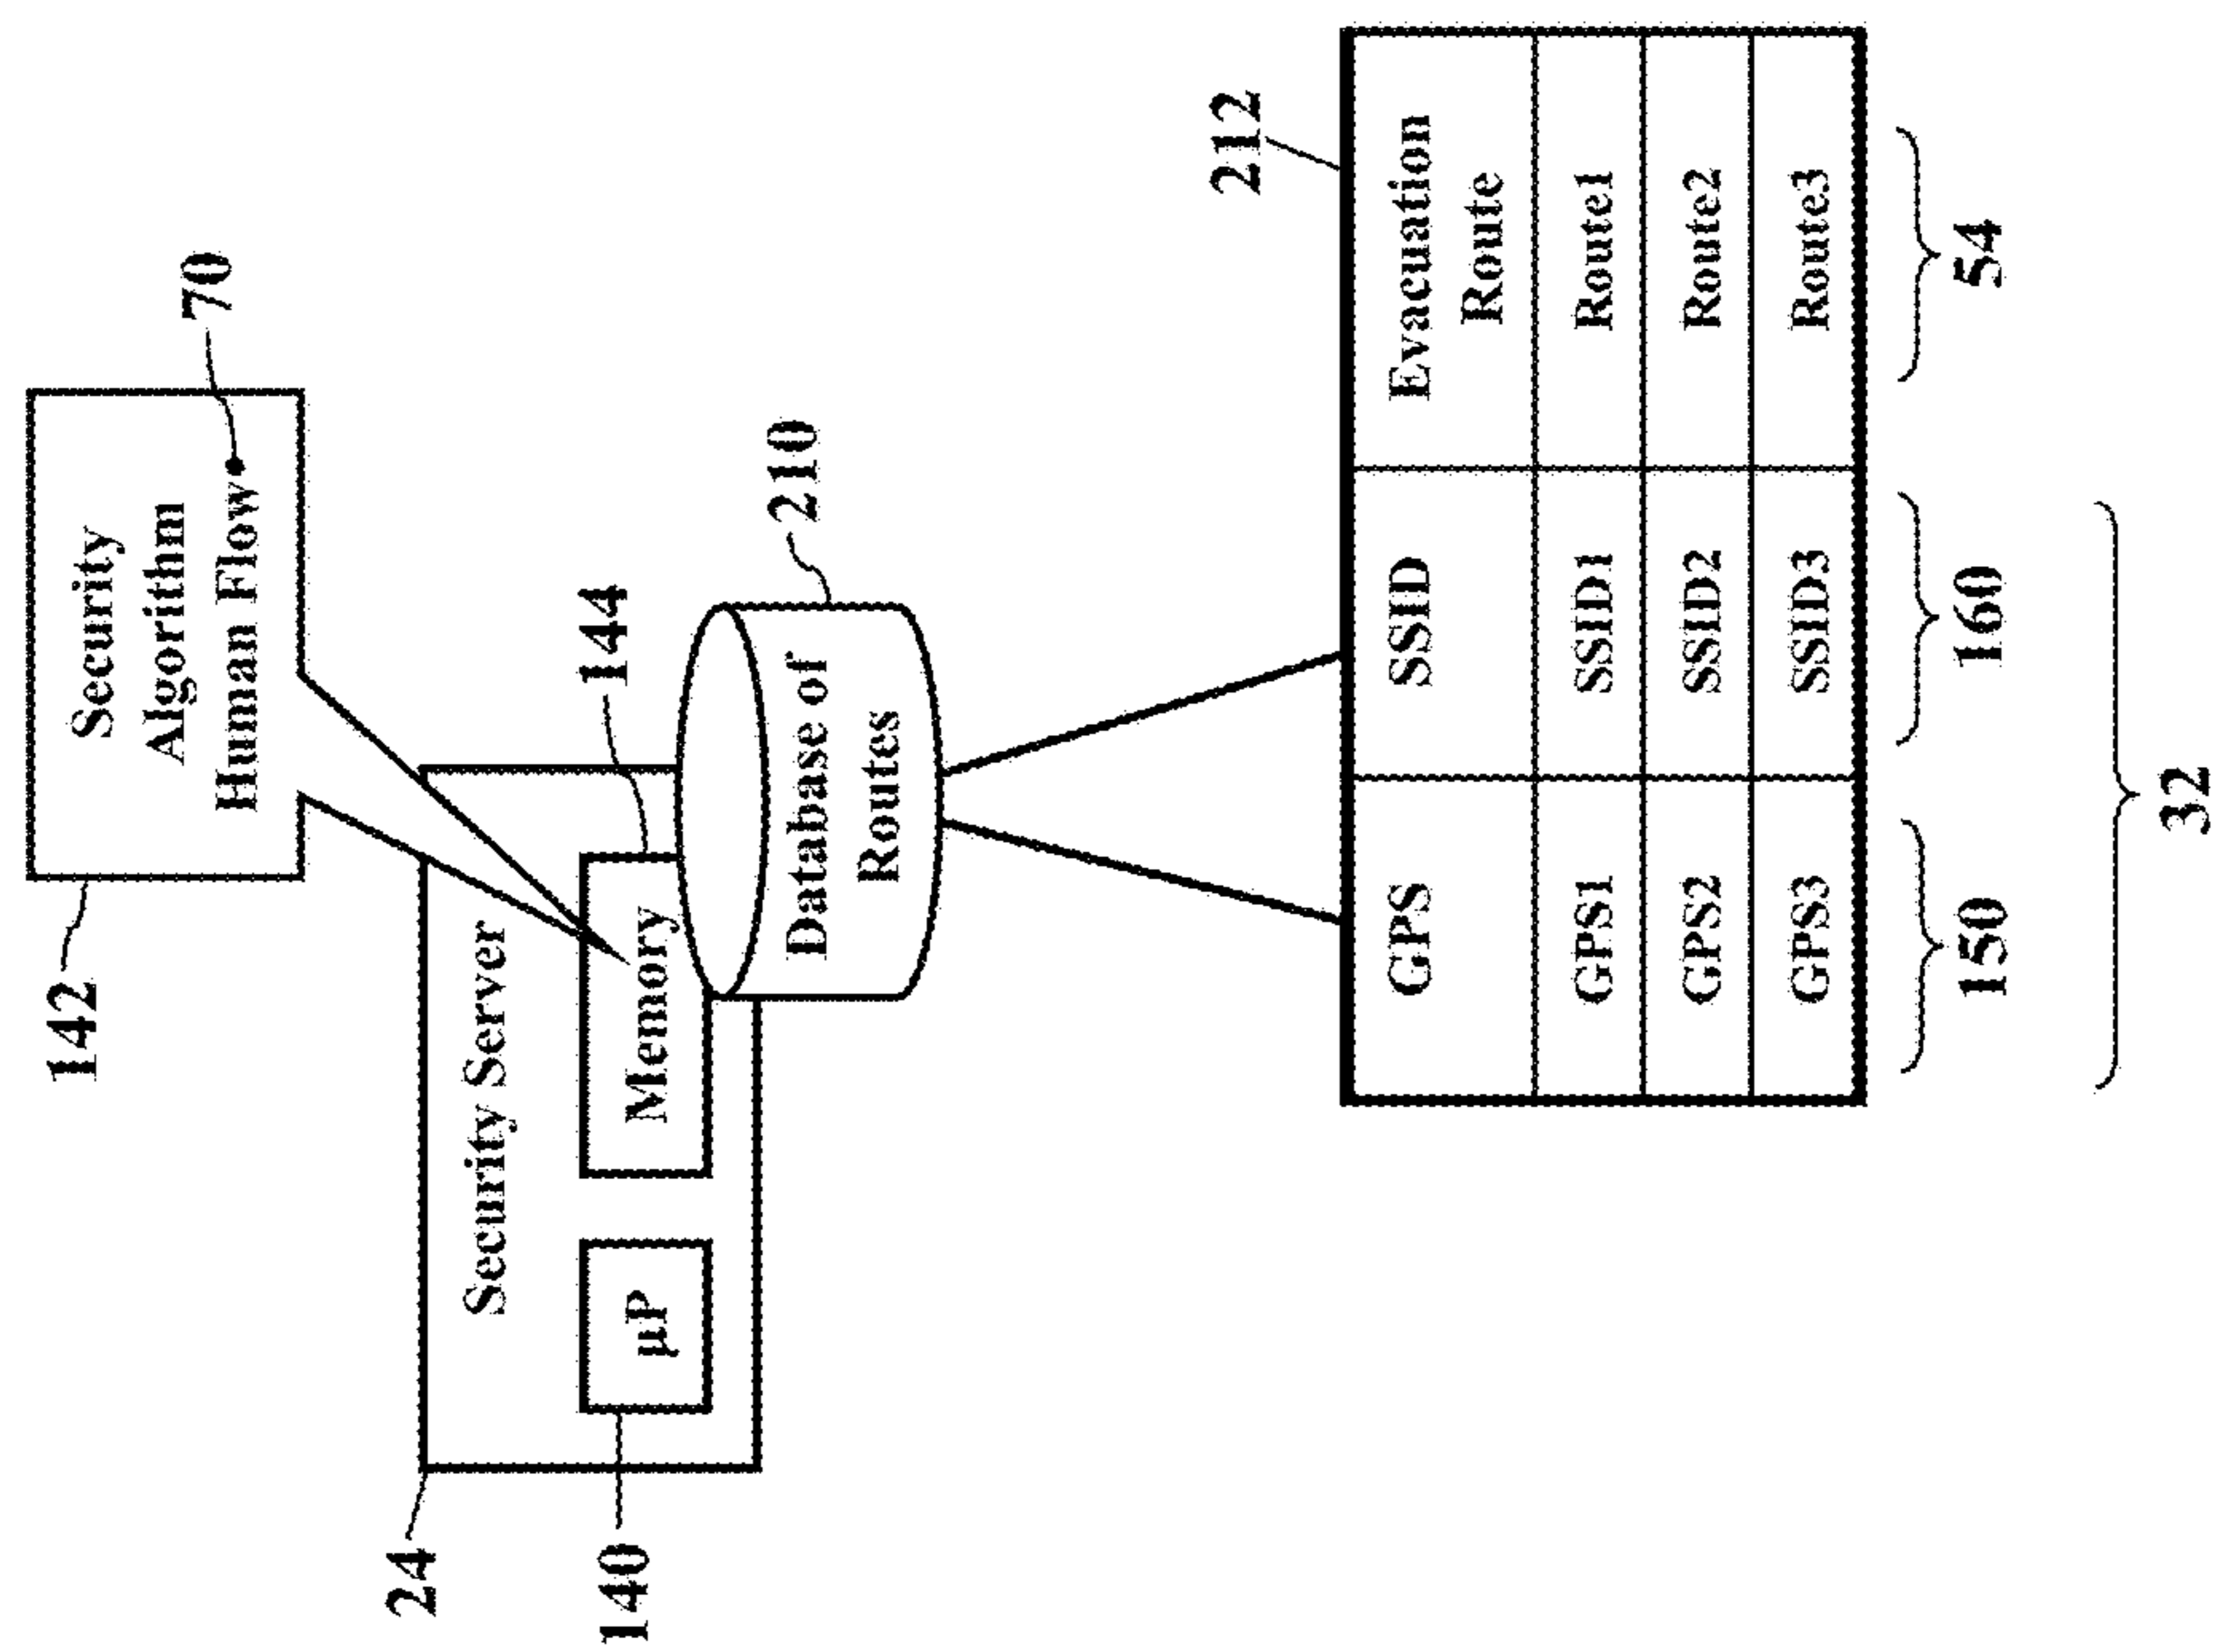 142
Security
Algorithm
Human Flow
70
24
Security Server
140
μP
Memory
144
Database of
Routes
210
212
GPS SSID Evacuation
Route
GPS1 SSID1 Route1
GPS2 SSID2 Route2
GPS3 SSID3 Route3
150 160 54
32